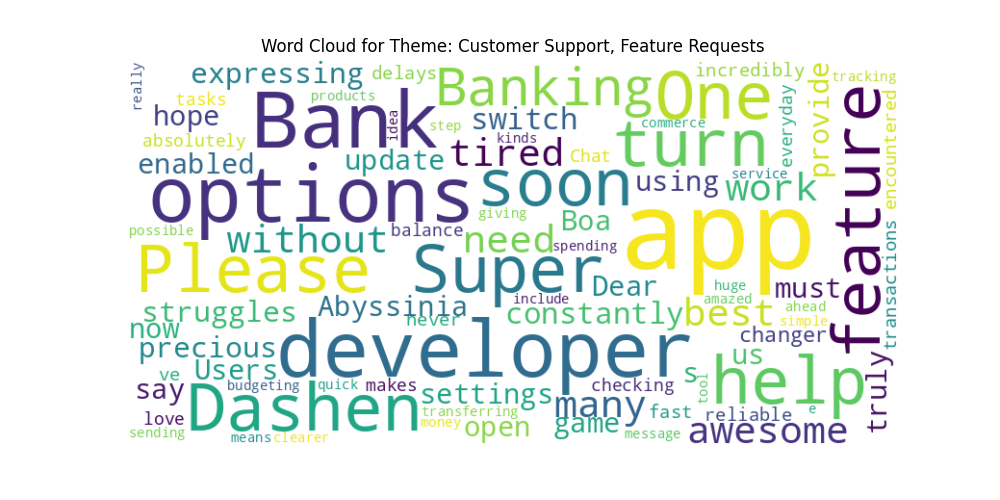 Word Cloud for Theme: Customer Support, Feature Requests
really
expressing
delays
Banking
One
incredibly
provide
tracking
tasks
products
Bank
idea
hope
step
switch
commerce
everyday
feature
encountered
absolutely
kinds
tired
Chat
turn
enabled
update
service
options
soon
using
work
possible
giving
balance
Boa
app
without
need
spending
transactions
Please
Super
Dear
huge
must
include
amazed
struggles
Abyssinia
constantly
best
ahead
now
never
simple
changer
precious
developer
us
Users
ve
s
help
truly
say
budgeting
quick
makes
checking
tool
Dashen
settings
many
love
transferring
fast
reliable
e
sending
money
open
game
message
awesome
means
clearer